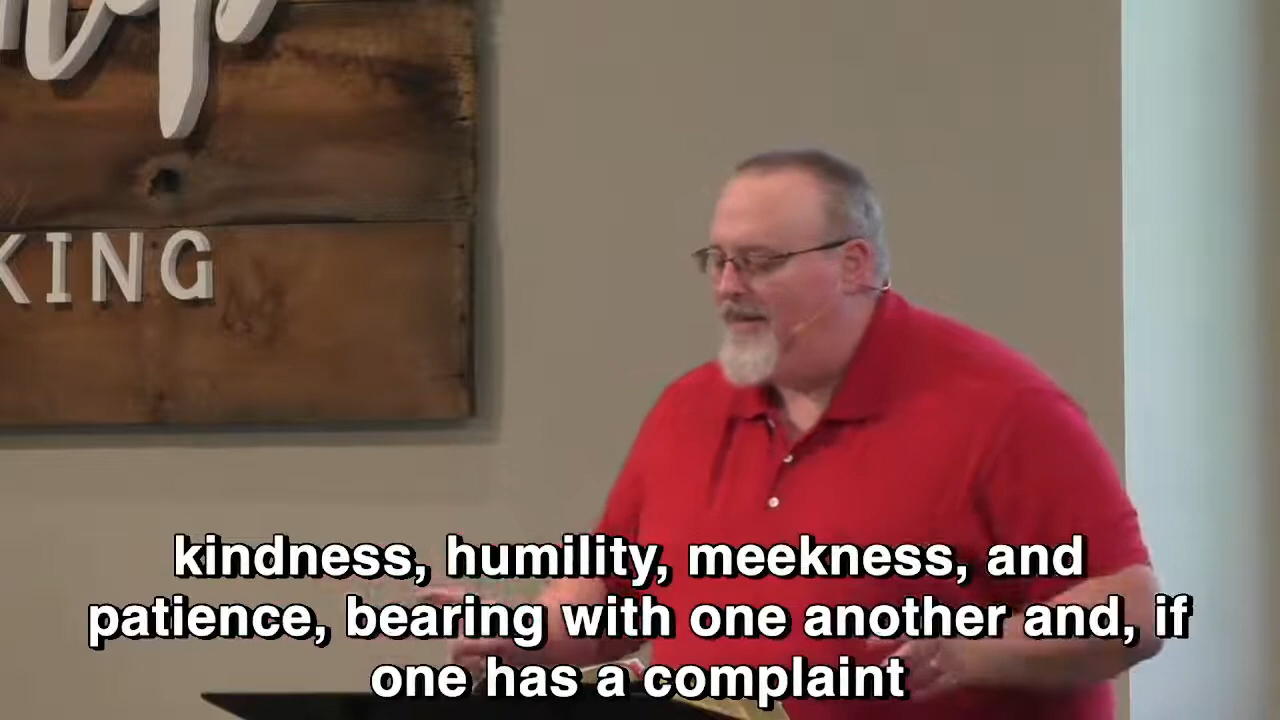 KING
kindness, humility, meekness, and
patience, bearing with one another and, if
one has a complaint